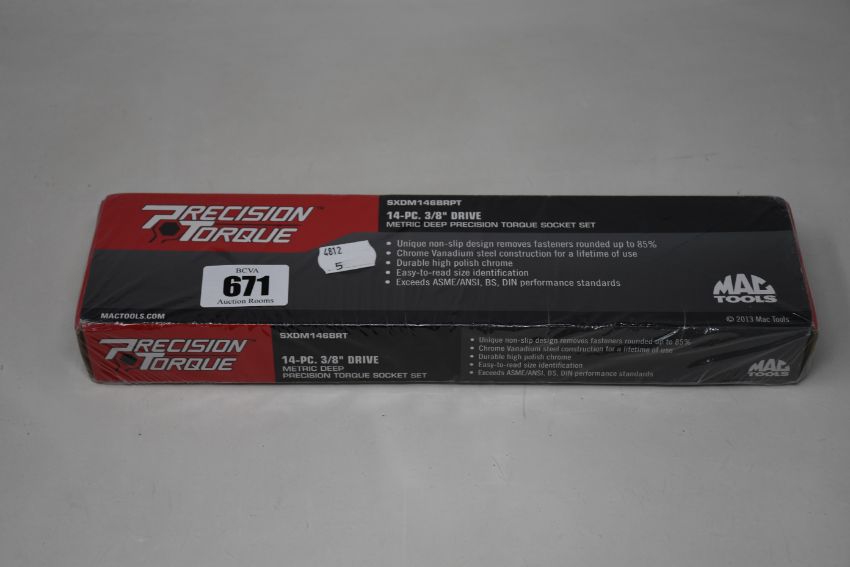 PRECISION TORQUE™
SXDM146BRPT
14-PC. 3/8" DRIVE
METRIC DEEP PRECISION TORQUE SOCKET SET
• Unique non-slip design removes fasteners rounded up to 85%
• Chrome Vanadium steel construction for a lifetime of use
• Durable high polish chrome
• Easy-to-read size identification
• Exceeds ASME/ANSI, BS, DIN performance standards
4812
5
BCVA
671
Auction Rooms
MAC
TOOLS
MACTOOLS.COM
© 2013 Mac Tools
PRECISION
TORQUE
SXDM146BRT
14-PC. 3/8" DRIVE
METRIC DEEP
PRECISION TORQUE SOCKET SET
• Unique non-slip design removes fasteners rounded up to 85%
• Chrome Vanadium steel construction for a lifetime of use
• Durable high polish chrome
• Easy-to-read size identification
• Exceeds ASME/ANSI, BS, DIN performance standards
MAC
TOOLS